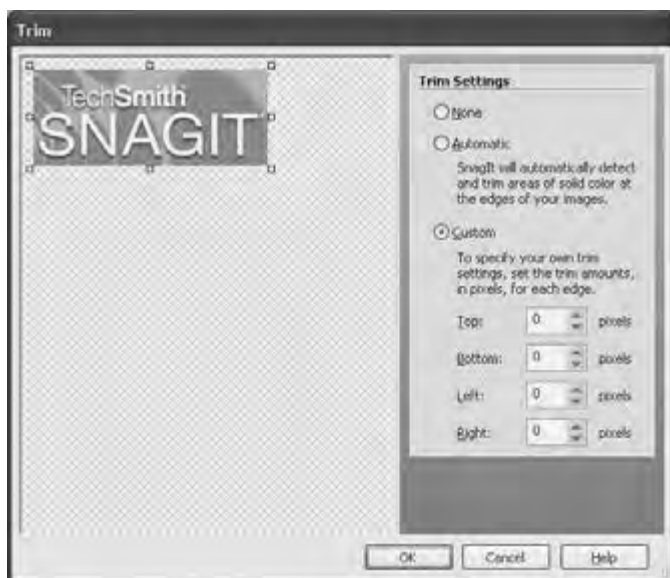 Trim
TechSmith
SNAGIT
Trim Settings
None
Automatic
SnagIt will automatically detect
and trim areas of solid color at
the edges of your images.
Custom
To specify your own trim
settings, set the trim amounts,
in pixels, for each edge.
Top: 0 pixels
Bottom: 0 pixels
Left: 0 pixels
Right: 0 pixels
OK Cancel Help